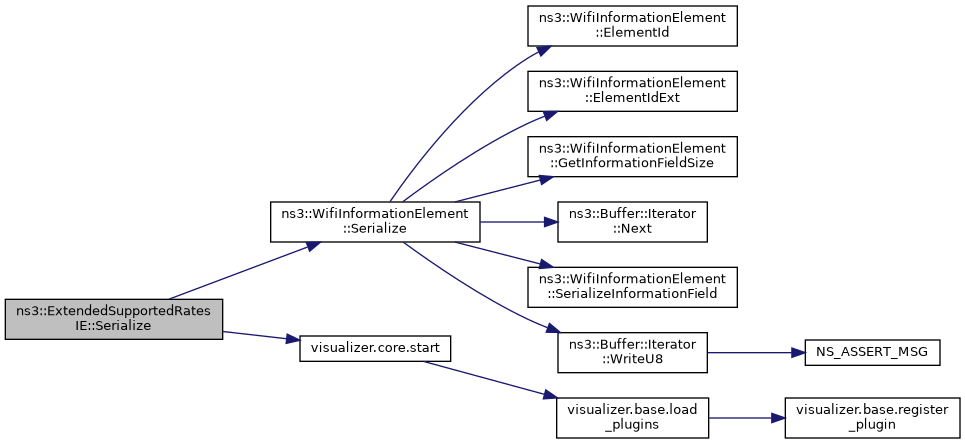 ns3::WifiInformationElement
::ElementId
ns3::WifiInformationElement
::ElementIdExt
ns3::WifiInformationElement
::GetInformationFieldSize
ns3::WifiInformationElement
::Serialize
ns3::Buffer::Iterator
::Next
ns3::WifiInformationElement
::SerializeInformationField
ns3::ExtendedSupportedRates
IE::Serialize
visualizer.core.start
ns3::Buffer::Iterator
::WriteU8
NS_ASSERT_MSG
visualizer.base.load
_plugins
visualizer.base.register
_plugin